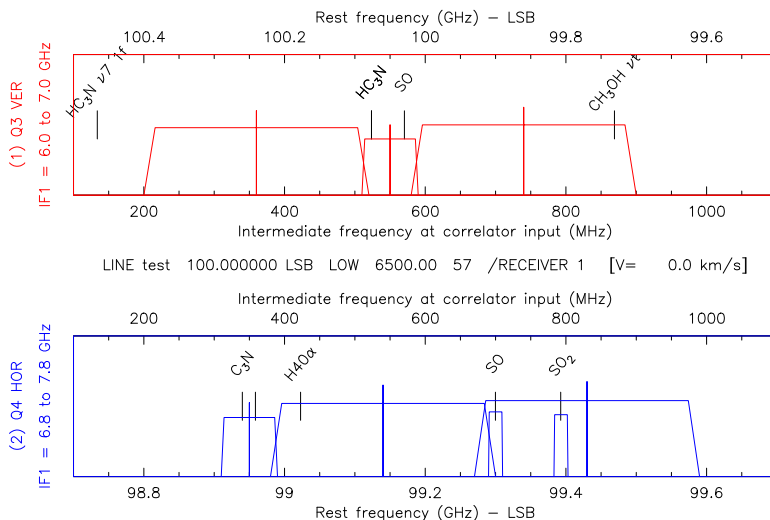 Rest frequency (GHz) – LSB
100.4 100.2 100 99.8 99.6
(1) Q3 VER
IF1 = 6.0 to 7.0 GHz
HC₃N ν7 1f
HC₃N
SO
CH₃OH νt
200 400 600 800 1000
Intermediate frequency at correlator input (MHz)
LINE test 100.000000 LSB LOW 6500.00 57 /RECEIVER 1 [V= 0.0 km/s]
Intermediate frequency at correlator input (MHz)
200 400 600 800 1000
(2) Q4 HOR
IF1 = 6.8 to 7.8 GHz
C₃N
H40α
SO
SO₂
98.8 99 99.2 99.4 99.6
Rest frequency (GHz) – LSB